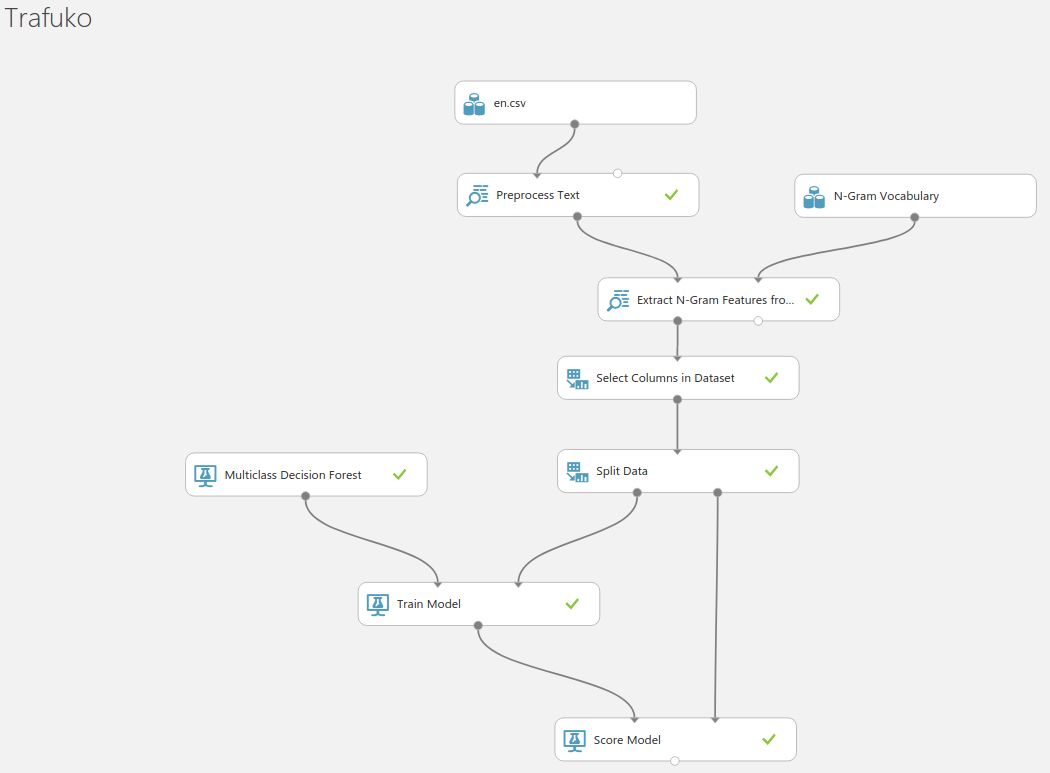 Trafuko
en.csv
Preprocess Text
N-Gram Vocabulary
Extract N-Gram Features fro...
Select Columns in Dataset
Multiclass Decision Forest
Split Data
Train Model
Score Model